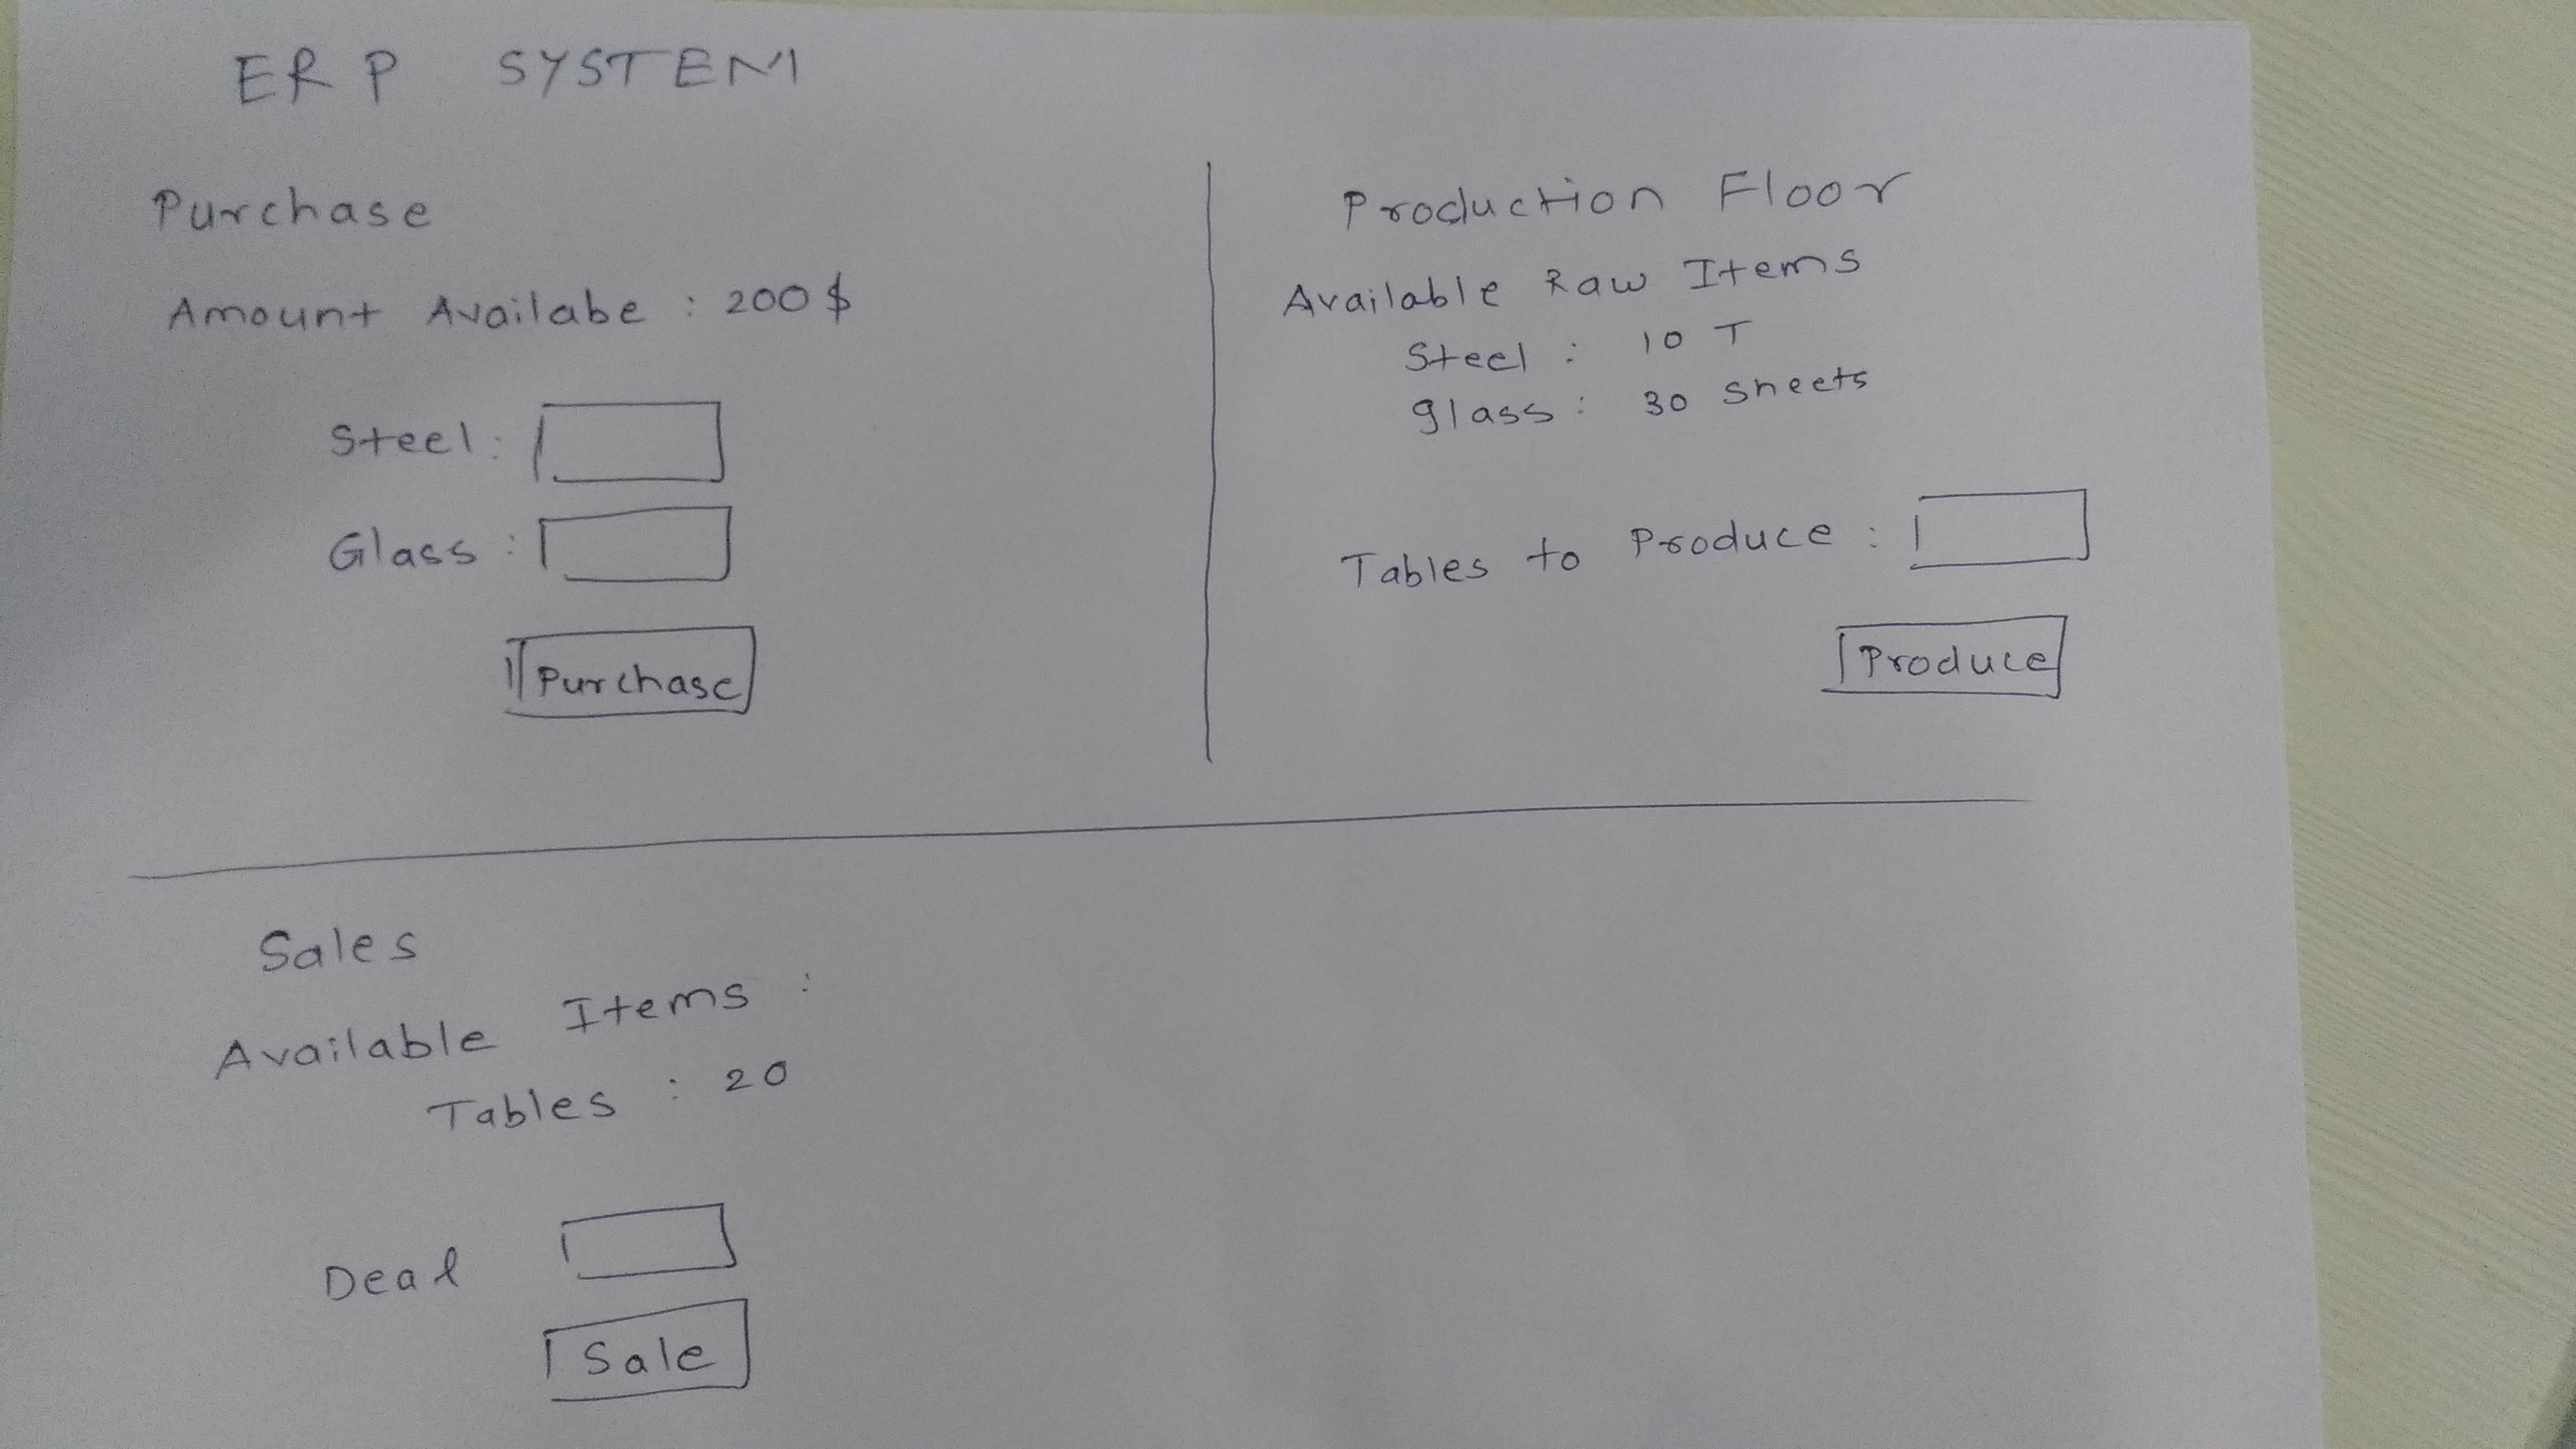 ERP SYSTEM
Purchase
Amount Availabe : 200 $
Steel :
Glass :
Purchase
Production Floor
Available Raw Items
Steel : 10 T
glass : 30 sheets
Tables to Produce :
Produce
Sales
Available Items :
Tables : 20
Deal
Sale